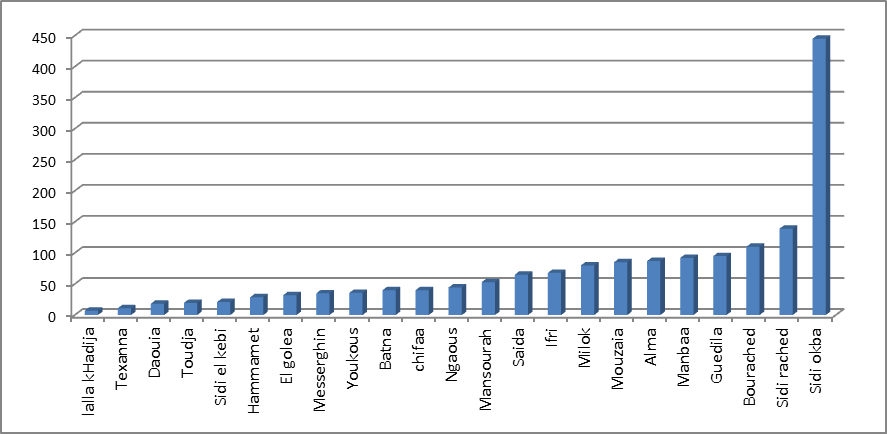 450
400
350
300
250
200
150
100
50
0
lalla kHadija
Texanna
Daouia
Toudja
Sidi el kebi
Hammamet
El golea
Messerghin
Youkous
Batna
chifaa
Ngaous
Mansourah
Saida
Ifri
Milok
Mouzaia
Alma
Manbaa
Guedila
Bourached
Sidi rached
Sidi okba